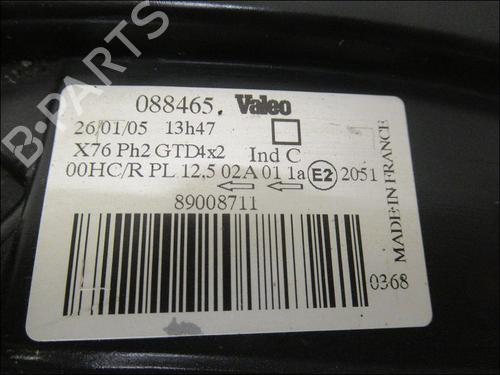 088465. Valeo
26/01/05 13h47
X76 Ph2 GTD4x2 Ind C
00HC/R PL 12.5 02A 01 1a E2 2051
89008711
0368
MADE IN FRANCE
B-PARTS